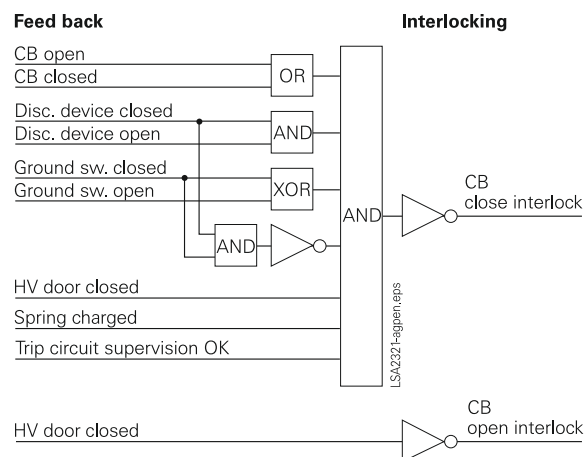 Feed back
Interlocking
CB open
CB closed
OR
Disc. device closed
Disc. device open
AND
Ground sw. closed
Ground sw. open
XOR
AND
AND
CB
close interlock
HV door closed
Spring charged
Trip circuit supervision OK
LSA2321-agpen.eps
HV door closed
CB
open interlock